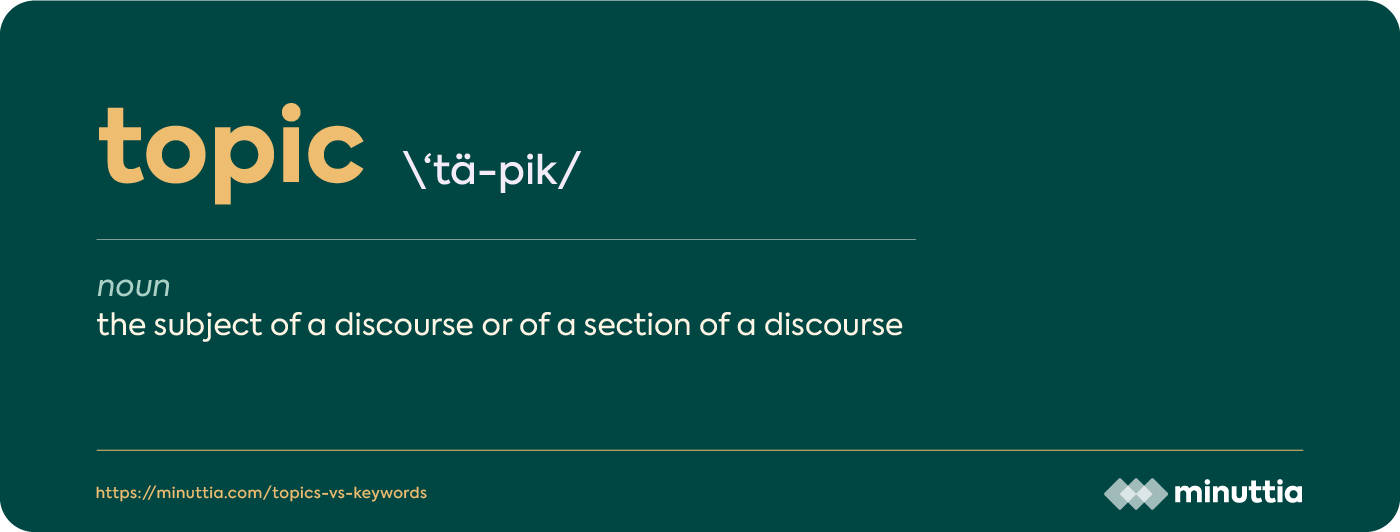 topic \‘tä-pik/
noun
the subject of a discourse or of a section of a discourse
https://minuttia.com/topics-vs-keywords
minuttia